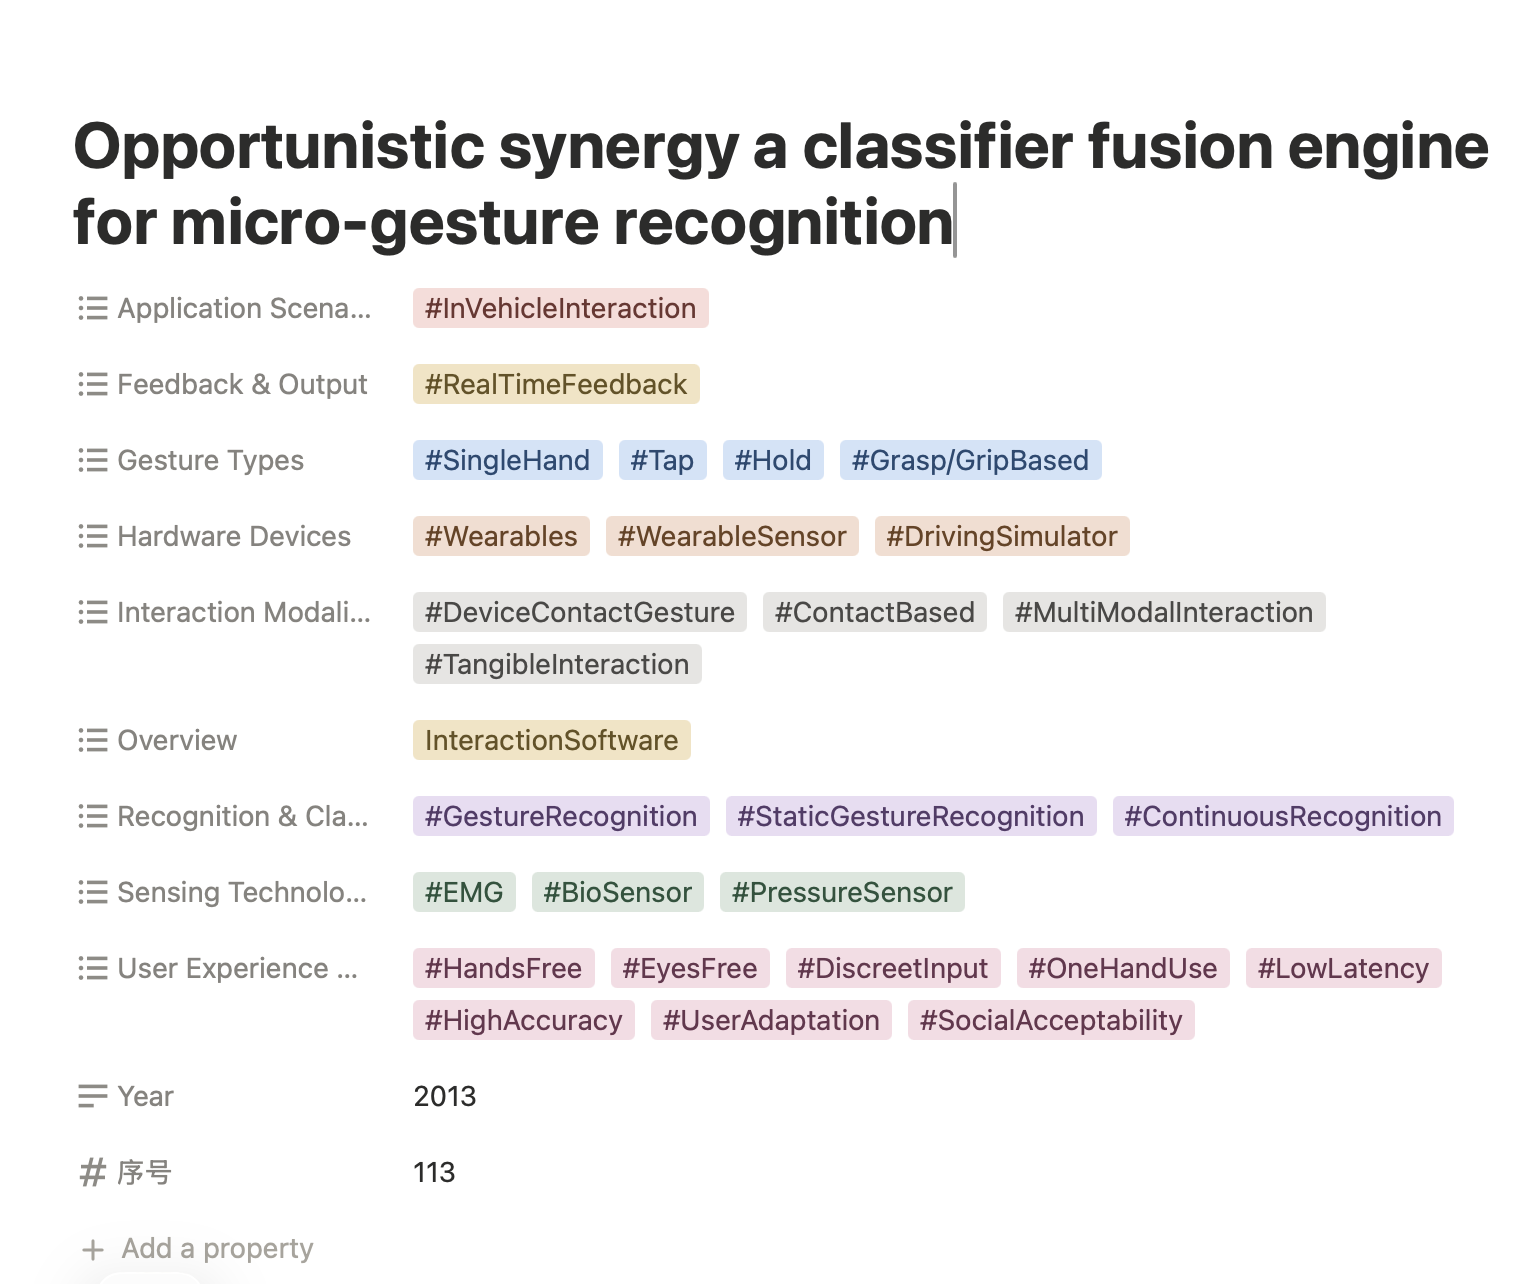 Opportunistic synergy a classifier fusion engine
for micro-gesture recognition
Application Scena... #InVehicleInteraction
Feedback & Output #RealTimeFeedback
Gesture Types #SingleHand #Tap #Hold #Grasp/GripBased
Hardware Devices #Wearables #WearableSensor #DrivingSimulator
Interaction Modali... #DeviceContactGesture #ContactBased #MultiModalInteraction
#TangibleInteraction
Overview InteractionSoftware
Recognition & Cla... #GestureRecognition #StaticGestureRecognition #ContinuousRecognition
Sensing Technolo... #EMG #BioSensor #PressureSensor
User Experience ... #HandsFree #EyesFree #DiscreetInput #OneHandUse #LowLatency
#HighAccuracy #UserAdaptation #SocialAcceptability
Year 2013
# 序号 113
+ Add a property